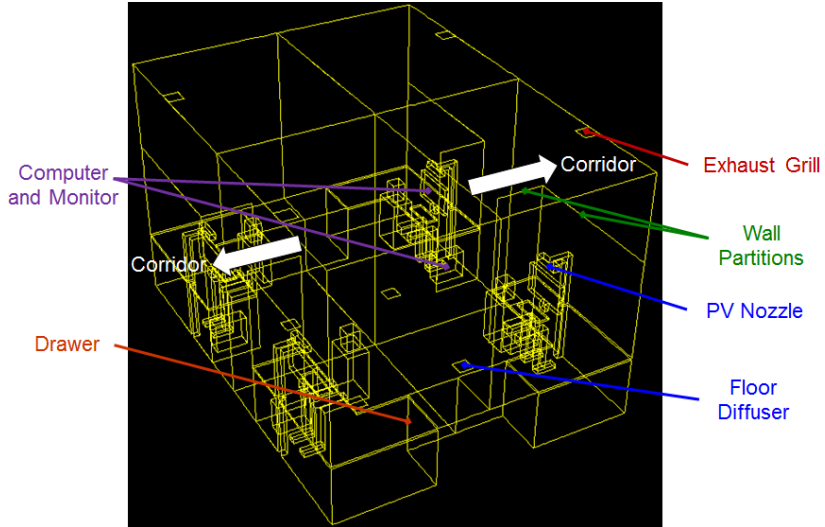 Computer
and Monitor
Corridor
Exhaust Grill
Wall
Partitions
Corridor
PV Nozzle
Drawer
Floor
Diffuser